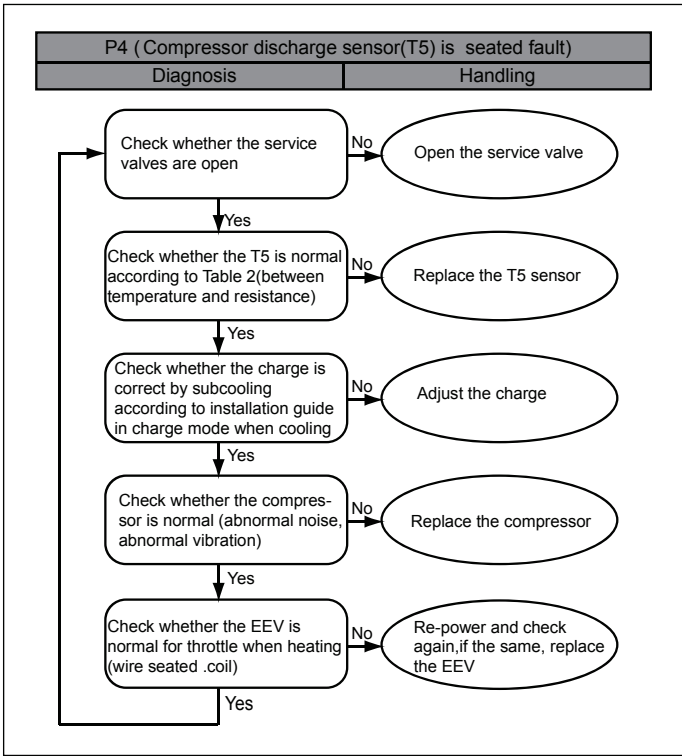 P4 ( Compressor discharge sensor(T5) is seated fault)
Diagnosis
Handling
Check whether the service
valves are open
No
Open the service valve
Yes
Check whether the T5 is normal
according to Table 2(between
temperature and resistance)
No
Replace the T5 sensor
Yes
Check whether the charge is
correct by subcooling
according to installation guide
in charge mode when cooling
No
Adjust the charge
Yes
Check whether the compres-
sor is normal (abnormal noise,
abnormal vibration)
No
Replace the compressor
Yes
Check whether the EEV is
normal for throttle when heating
(wire seated .coil)
No
Re-power and check
again,if the same, replace
the EEV
Yes